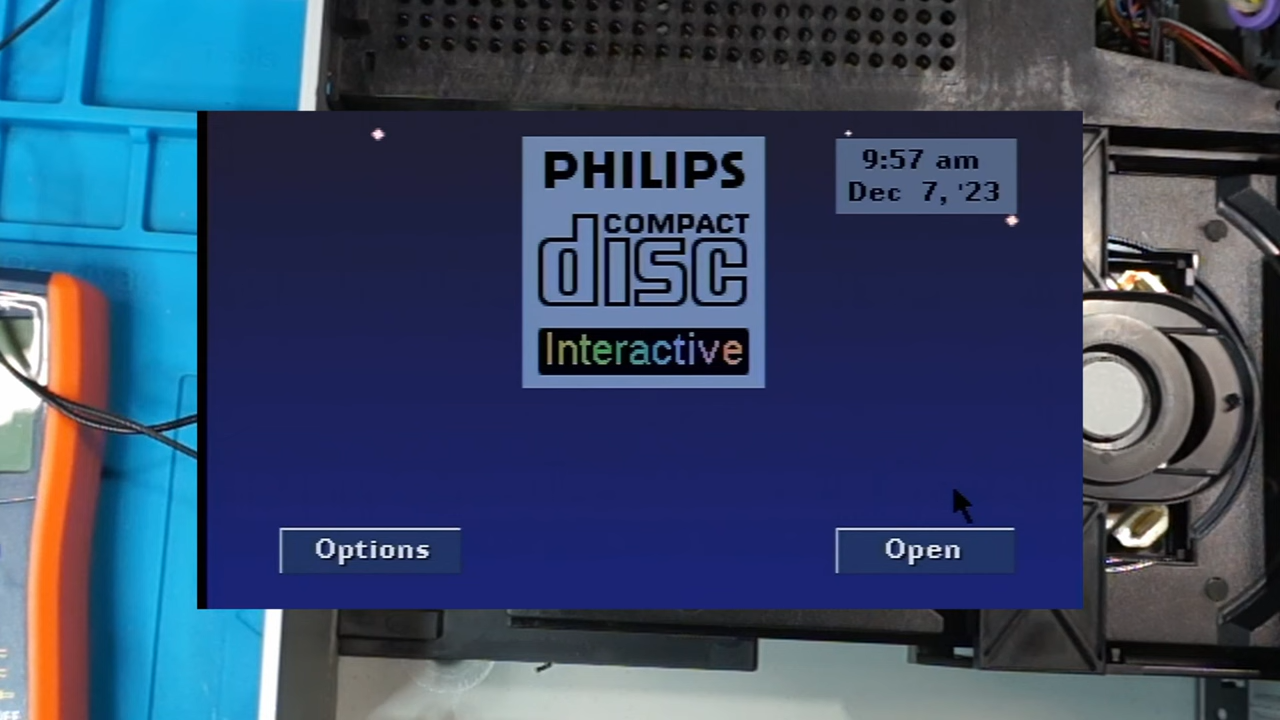 PHILIPS
COMPACT
disc
Interactive
9:57 am
Dec 7, '23
Options
Open